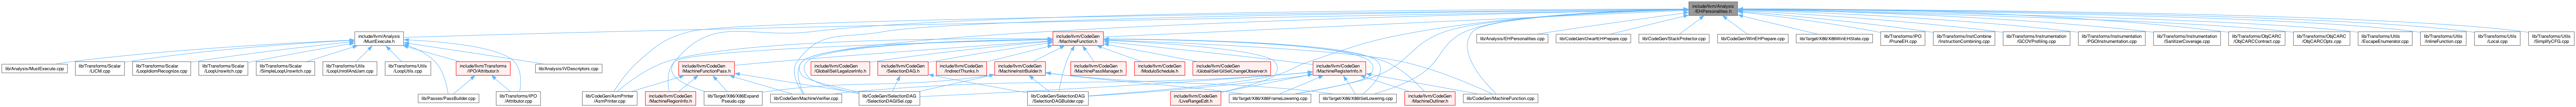 include/llvm/Analysis
/EHPersonalities.h
include/llvm/Analysis
/MustExecute.h
include/llvm/CodeGen
/MachineFunction.h
lib/Analysis/EHPersonalities.cpp
lib/CodeGen/DwarfEHPrepare.cpp
lib/CodeGen/StackProtector.cpp
lib/CodeGen/WinEHPrepare.cpp
lib/Target/X86/X86WinEHState.cpp
lib/Transforms/IPO
/PruneEH.cpp
lib/Transforms/InstCombine
/InstructionCombining.cpp
lib/Transforms/Instrumentation
/GCOVProfiling.cpp
lib/Transforms/Instrumentation
/PGOInstrumentation.cpp
lib/Transforms/Instrumentation
/SanitizerCoverage.cpp
lib/Transforms/ObjCARC
/ObjCARCContract.cpp
lib/Transforms/ObjCARC
/ObjCARCOpts.cpp
lib/Transforms/Utils
/EscapeEnumerator.cpp
lib/Transforms/Utils
/InlineFunction.cpp
lib/Transforms/Utils
/Local.cpp
lib/Transforms/Utils
/SimplifyCFG.cpp
lib/Analysis/MustExecute.cpp
lib/Transforms/Scalar
/LICM.cpp
lib/Transforms/Scalar
/LoopIdiomRecognize.cpp
lib/Transforms/Scalar
/LoopUnswitch.cpp
lib/Transforms/Scalar
/SimpleLoopUnswitch.cpp
lib/Transforms/Utils
/LoopUnrollAndJam.cpp
lib/Transforms/Utils
/LoopUtils.cpp
include/llvm/Transforms
/IPO/Attributor.h
lib/Analysis/IVDescriptors.cpp
include/llvm/CodeGen
/MachineFunctionPass.h
include/llvm/CodeGen
/GlobalISel/LegalizerInfo.h
include/llvm/CodeGen
/SelectionDAG.h
include/llvm/CodeGen
/IndirectThunks.h
include/llvm/CodeGen
/MachineInstrBuilder.h
include/llvm/CodeGen
/MachinePassManager.h
include/llvm/CodeGen
/ModuloSchedule.h
include/llvm/CodeGen
/GlobalISel/GISelChangeObserver.h
include/llvm/CodeGen
/MachineRegisterInfo.h
lib/Passes/PassBuilder.cpp
lib/Transforms/IPO
/Attributor.cpp
lib/CodeGen/AsmPrinter
/AsmPrinter.cpp
include/llvm/CodeGen
/MachineRegionInfo.h
lib/Target/X86/X86Expand
Pseudo.cpp
lib/CodeGen/MachineVerifier.cpp
lib/CodeGen/SelectionDAG
/SelectionDAGISel.cpp
lib/CodeGen/SelectionDAG
/SelectionDAGBuilder.cpp
include/llvm/CodeGen
/LiveRangeEdit.h
lib/Target/X86/X86FrameLowering.cpp
lib/Target/X86/X86ISelLowering.cpp
include/llvm/CodeGen
/MachineOutliner.h
lib/CodeGen/MachineFunction.cpp